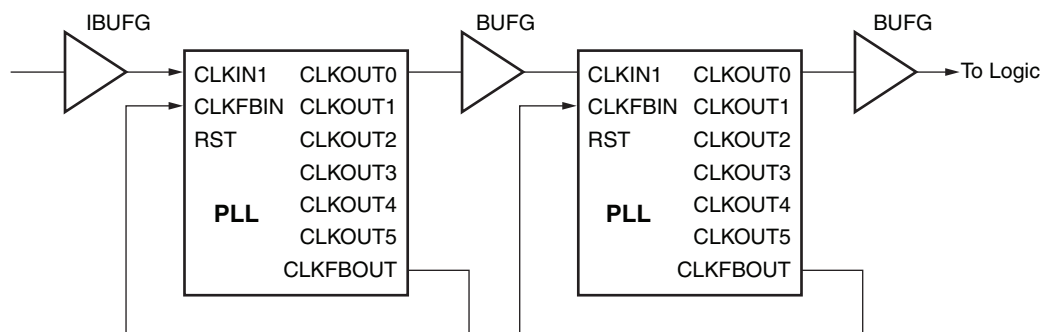 IBUFG
BUFG
BUFG
CLKIN1 CLKOUT0
CLKFBIN CLKOUT1
RST CLKOUT2
CLKOUT3
PLL CLKOUT4
CLKOUT5
CLKFBOUT
CLKIN1 CLKOUT0
CLKFBIN CLKOUT1
RST CLKOUT2
CLKOUT3
PLL CLKOUT4
CLKOUT5
CLKFBOUT
To Logic